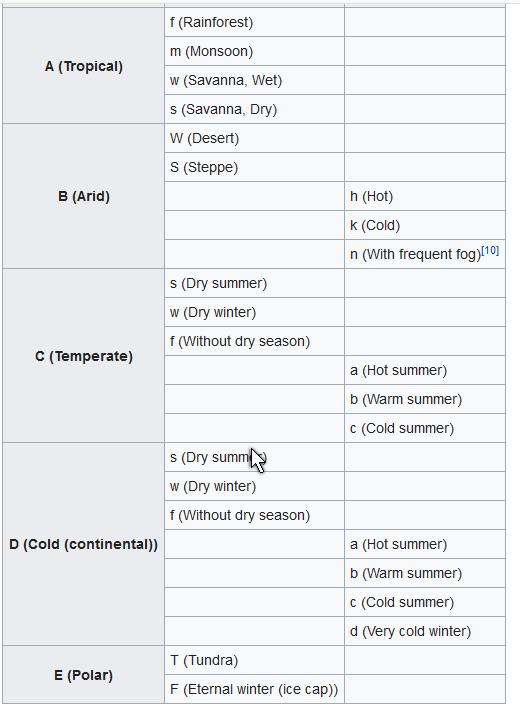 f (Rainforest)
m (Monsoon)
A (Tropical)
w (Savanna, Wet)
s (Savanna, Dry)
W (Desert)
S (Steppe)
B (Arid)
h (Hot)
k (Cold)
n (With frequent fog)[10]
s (Dry summer)
w (Dry winter)
f (Without dry season)
C (Temperate)
a (Hot summer)
b (Warm summer)
c (Cold summer)
s (Dry summer)
w (Dry winter)
f (Without dry season)
D (Cold (continental))
a (Hot summer)
b (Warm summer)
c (Cold summer)
d (Very cold winter)
T (Tundra)
E (Polar)
F (Eternal winter (ice cap))